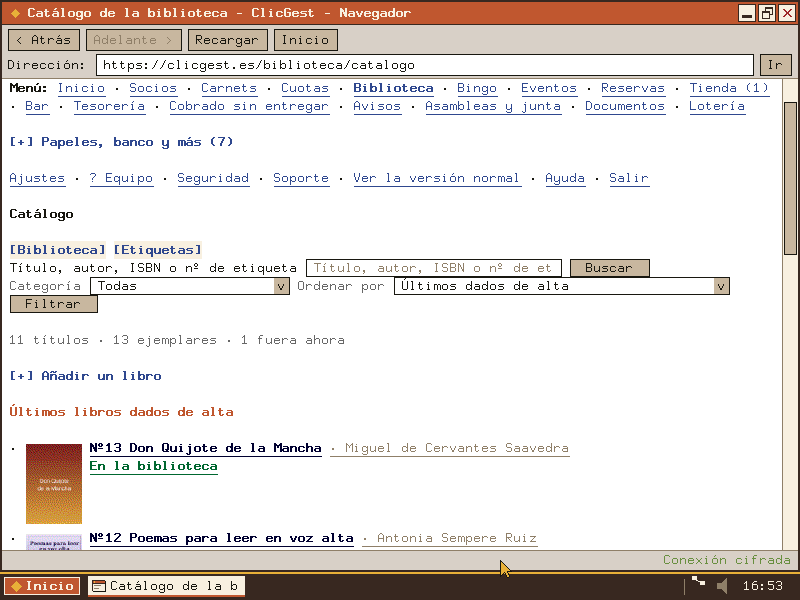 Catálogo de la biblioteca - ClicGest - Navegador
< Atrás Adelante > Recargar Inicio
Dirección: https://clicgest.es/biblioteca/catalogo Ir
Menú: Inicio · Socios · Carnets · Cuotas · Biblioteca · Bingo · Eventos · Reservas · Tienda (1)
· Bar · Tesorería · Cobrado sin entregar · Avisos · Asambleas y junta · Documentos · Lotería
[+] Papeles, banco y más (7)
Ajustes · ? Equipo · Seguridad · Soporte · Ver la versión normal · Ayuda · Salir
Catálogo
[Biblioteca] [Etiquetas]
Título, autor, ISBN o nº de etiqueta Título, autor, ISBN o nº de et Buscar
Categoría Todas v Ordenar por Últimos dados de alta v
Filtrar
11 títulos · 13 ejemplares · 1 fuera ahora
[+] Añadir un libro
Últimos libros dados de alta
· Nº13 Don Quijote de la Mancha · Miguel de Cervantes Saavedra
En la biblioteca
Don Quijote
de la Mancha
· Nº12 Poemas para leer en voz alta · Antonia Sempere Ruiz
Poemas para leer
en voz alta
Conexión cifrada
Inicio Catálogo de la b 16:53